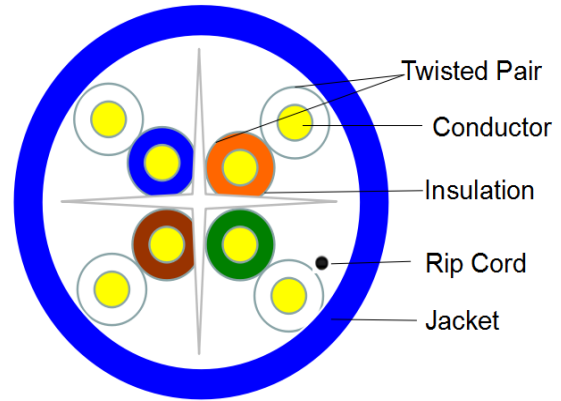 Twisted Pair
Conductor
Insulation
Rip Cord
Jacket